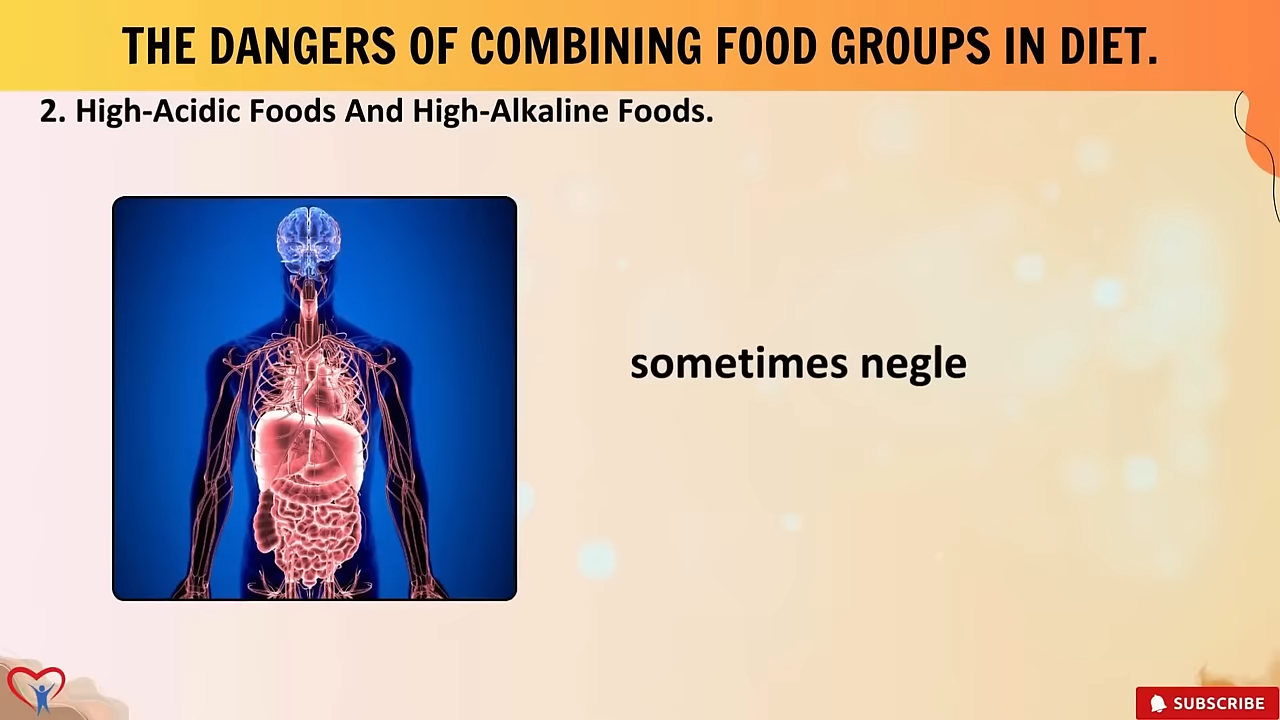 THE DANGERS OF COMBINING FOOD GROUPS IN DIET.
2. High-Acidic Foods And High-Alkaline Foods.
sometimes negle
SUBSCRIBE